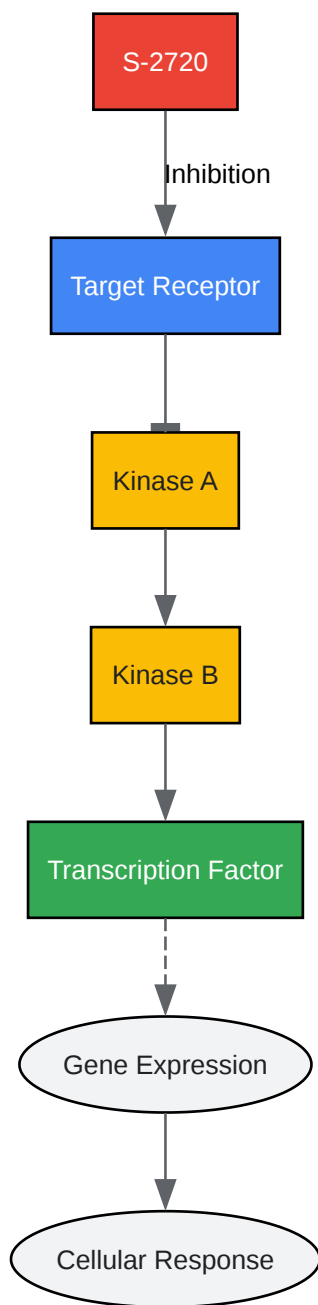 S-2720
Inhibition
Target Receptor
Kinase A
Kinase B
Transcription Factor
Gene Expression
Cellular Response